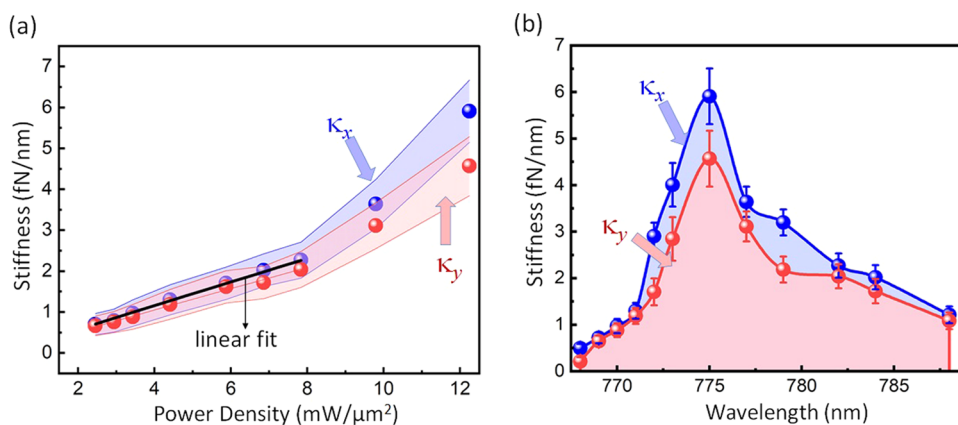 (a)
7
6
5
4
3
2
1
0
Stiffness (fN/nm)
κx
κy
linear fit
2 4 6 8 10 12
Power Density (mW/μm²)
(b)
7
6
5
4
3
2
1
0
Stiffness (fN/nm)
κx
κy
770 775 780 785
Wavelength (nm)